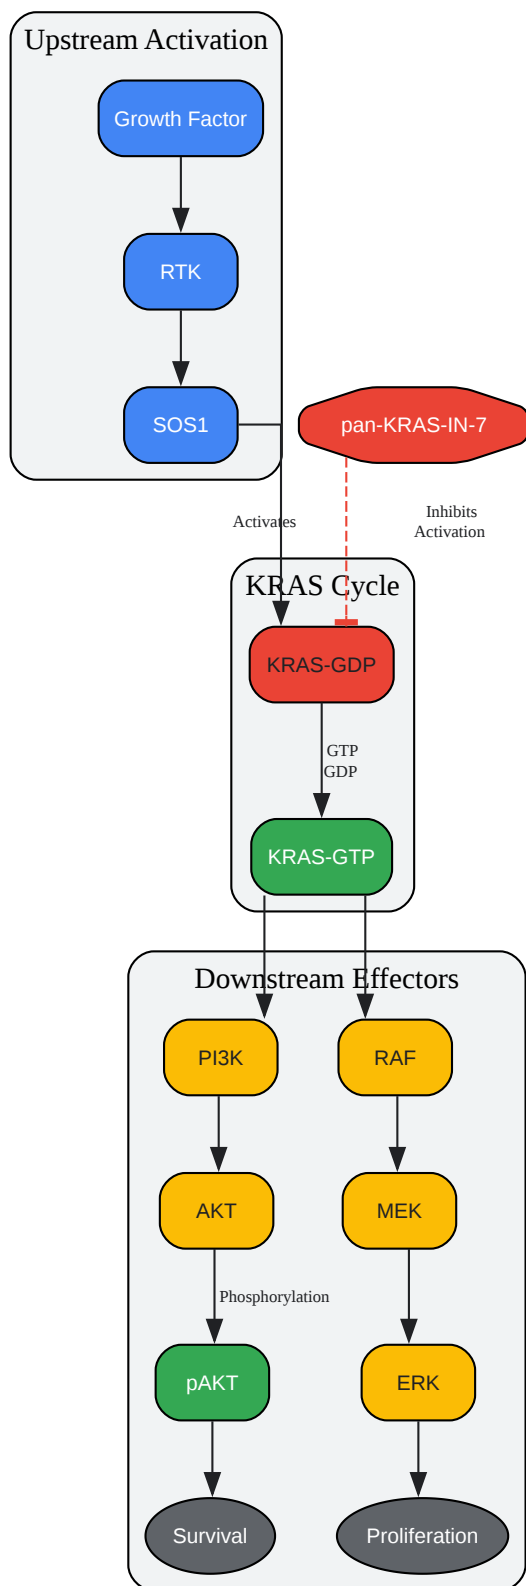 Upstream Activation
Growth Factor
RTK
SOS1
pan-KRAS-IN-7
Activates
Inhibits
Activation
KRAS Cycle
KRAS-GDP
GTP
GDP
KRAS-GTP
Downstream Effectors
PI3K
RAF
AKT
MEK
Phosphorylation
pAKT
ERK
Survival
Proliferation